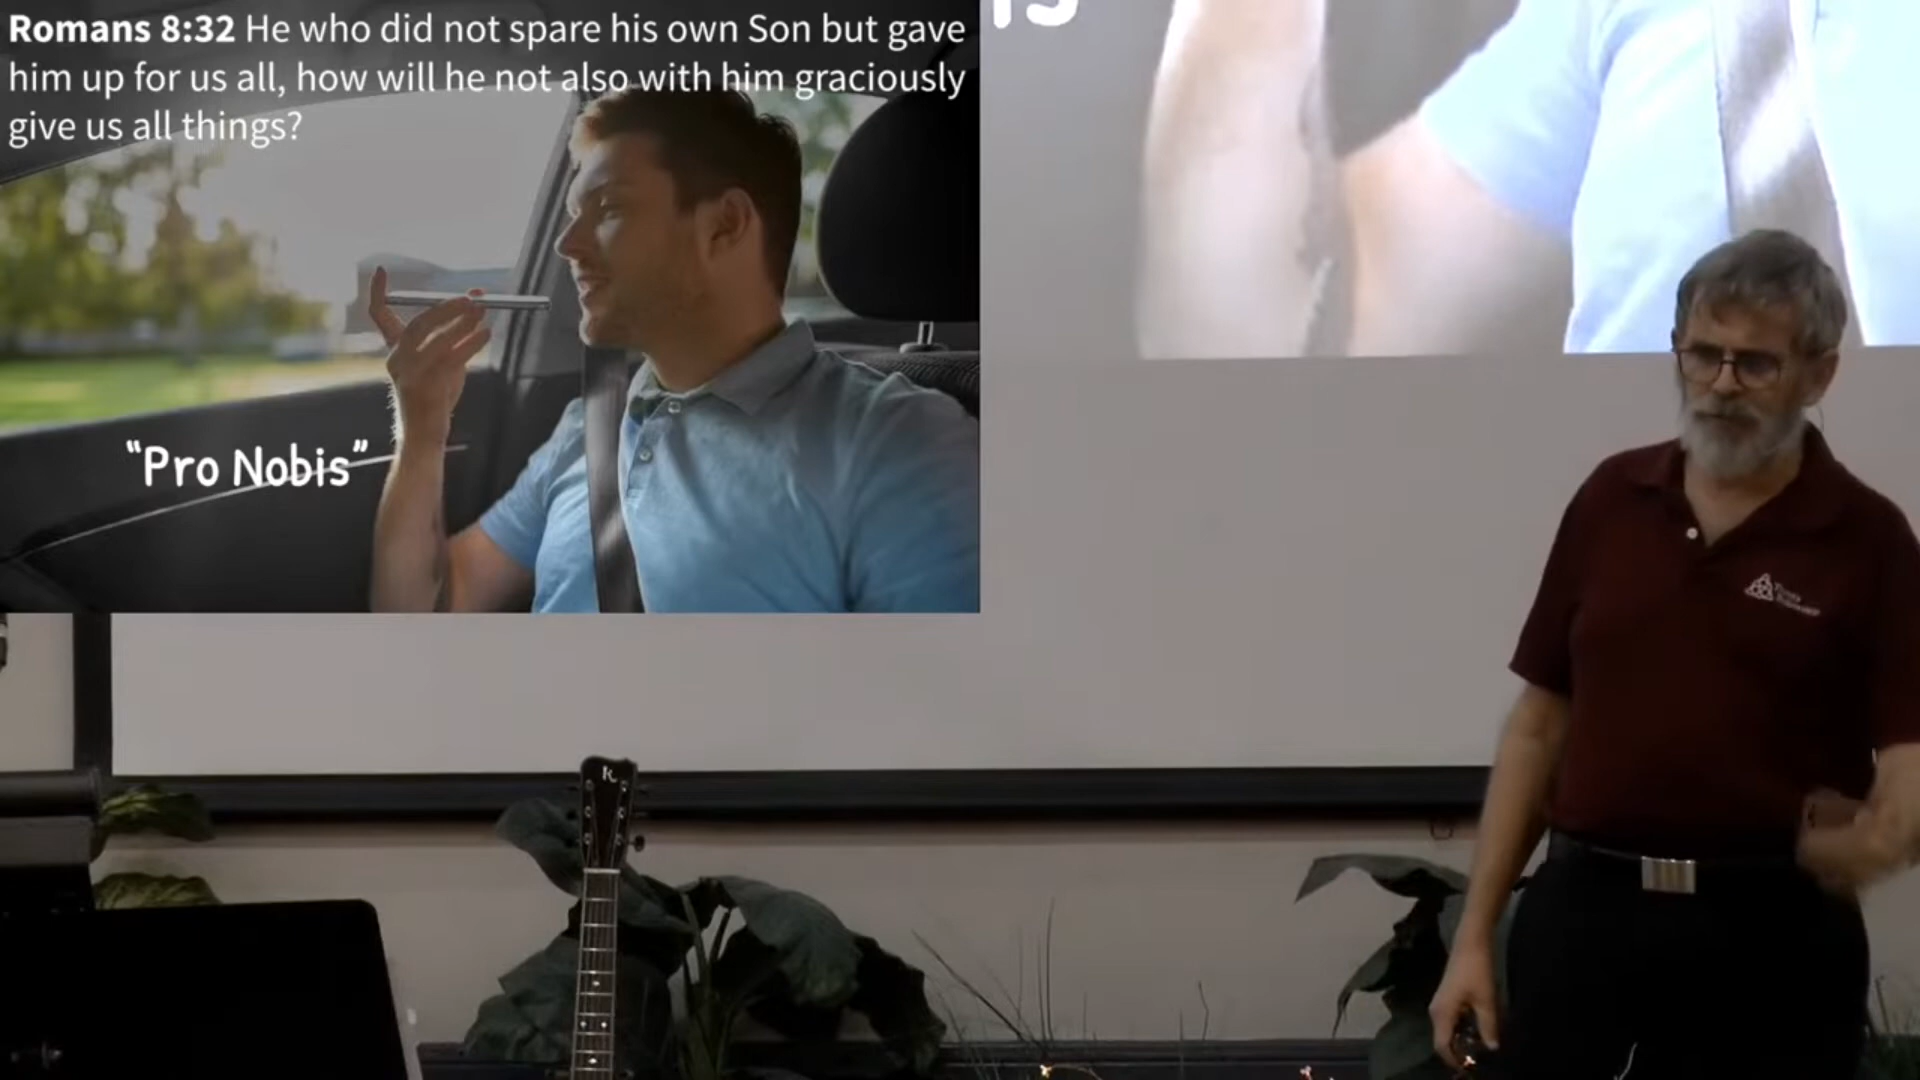 Romans 8:32 He who did not spare his own Son but gave
him up for us all, how will he not also with him graciously
give us all things?
“Pro Nobis”